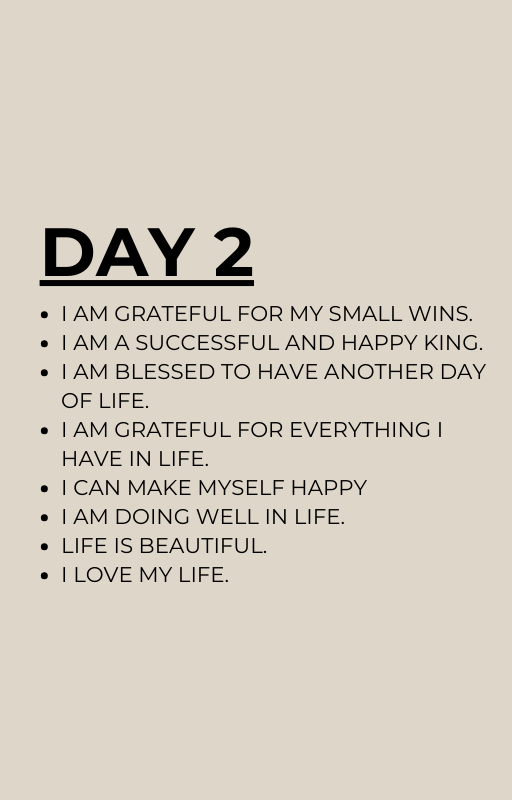 DAY 2
• I AM GRATEFUL FOR MY SMALL WINS.
• I AM A SUCCESSFUL AND HAPPY KING.
• I AM BLESSED TO HAVE ANOTHER DAY
OF LIFE.
• I AM GRATEFUL FOR EVERYTHING I
HAVE IN LIFE.
• I CAN MAKE MYSELF HAPPY
• I AM DOING WELL IN LIFE.
• LIFE IS BEAUTIFUL.
• I LOVE MY LIFE.